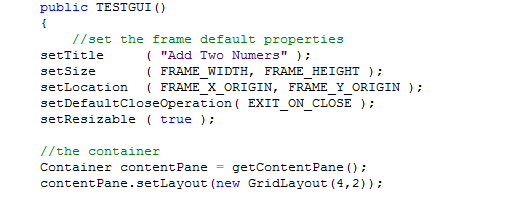 public TESTGUI()
{
//set the frame default properties
setTitle ( "Add Two Numers" );
setSize ( FRAME_WIDTH, FRAME_HEIGHT );
setLocation ( FRAME_X_ORIGIN, FRAME_Y_ORIGIN );
setDefaultCloseOperation( EXIT_ON_CLOSE );
setResizable ( true );
//the container
Container contentPane = getContentPane();
contentPane.setLayout(new GridLayout(4,2));